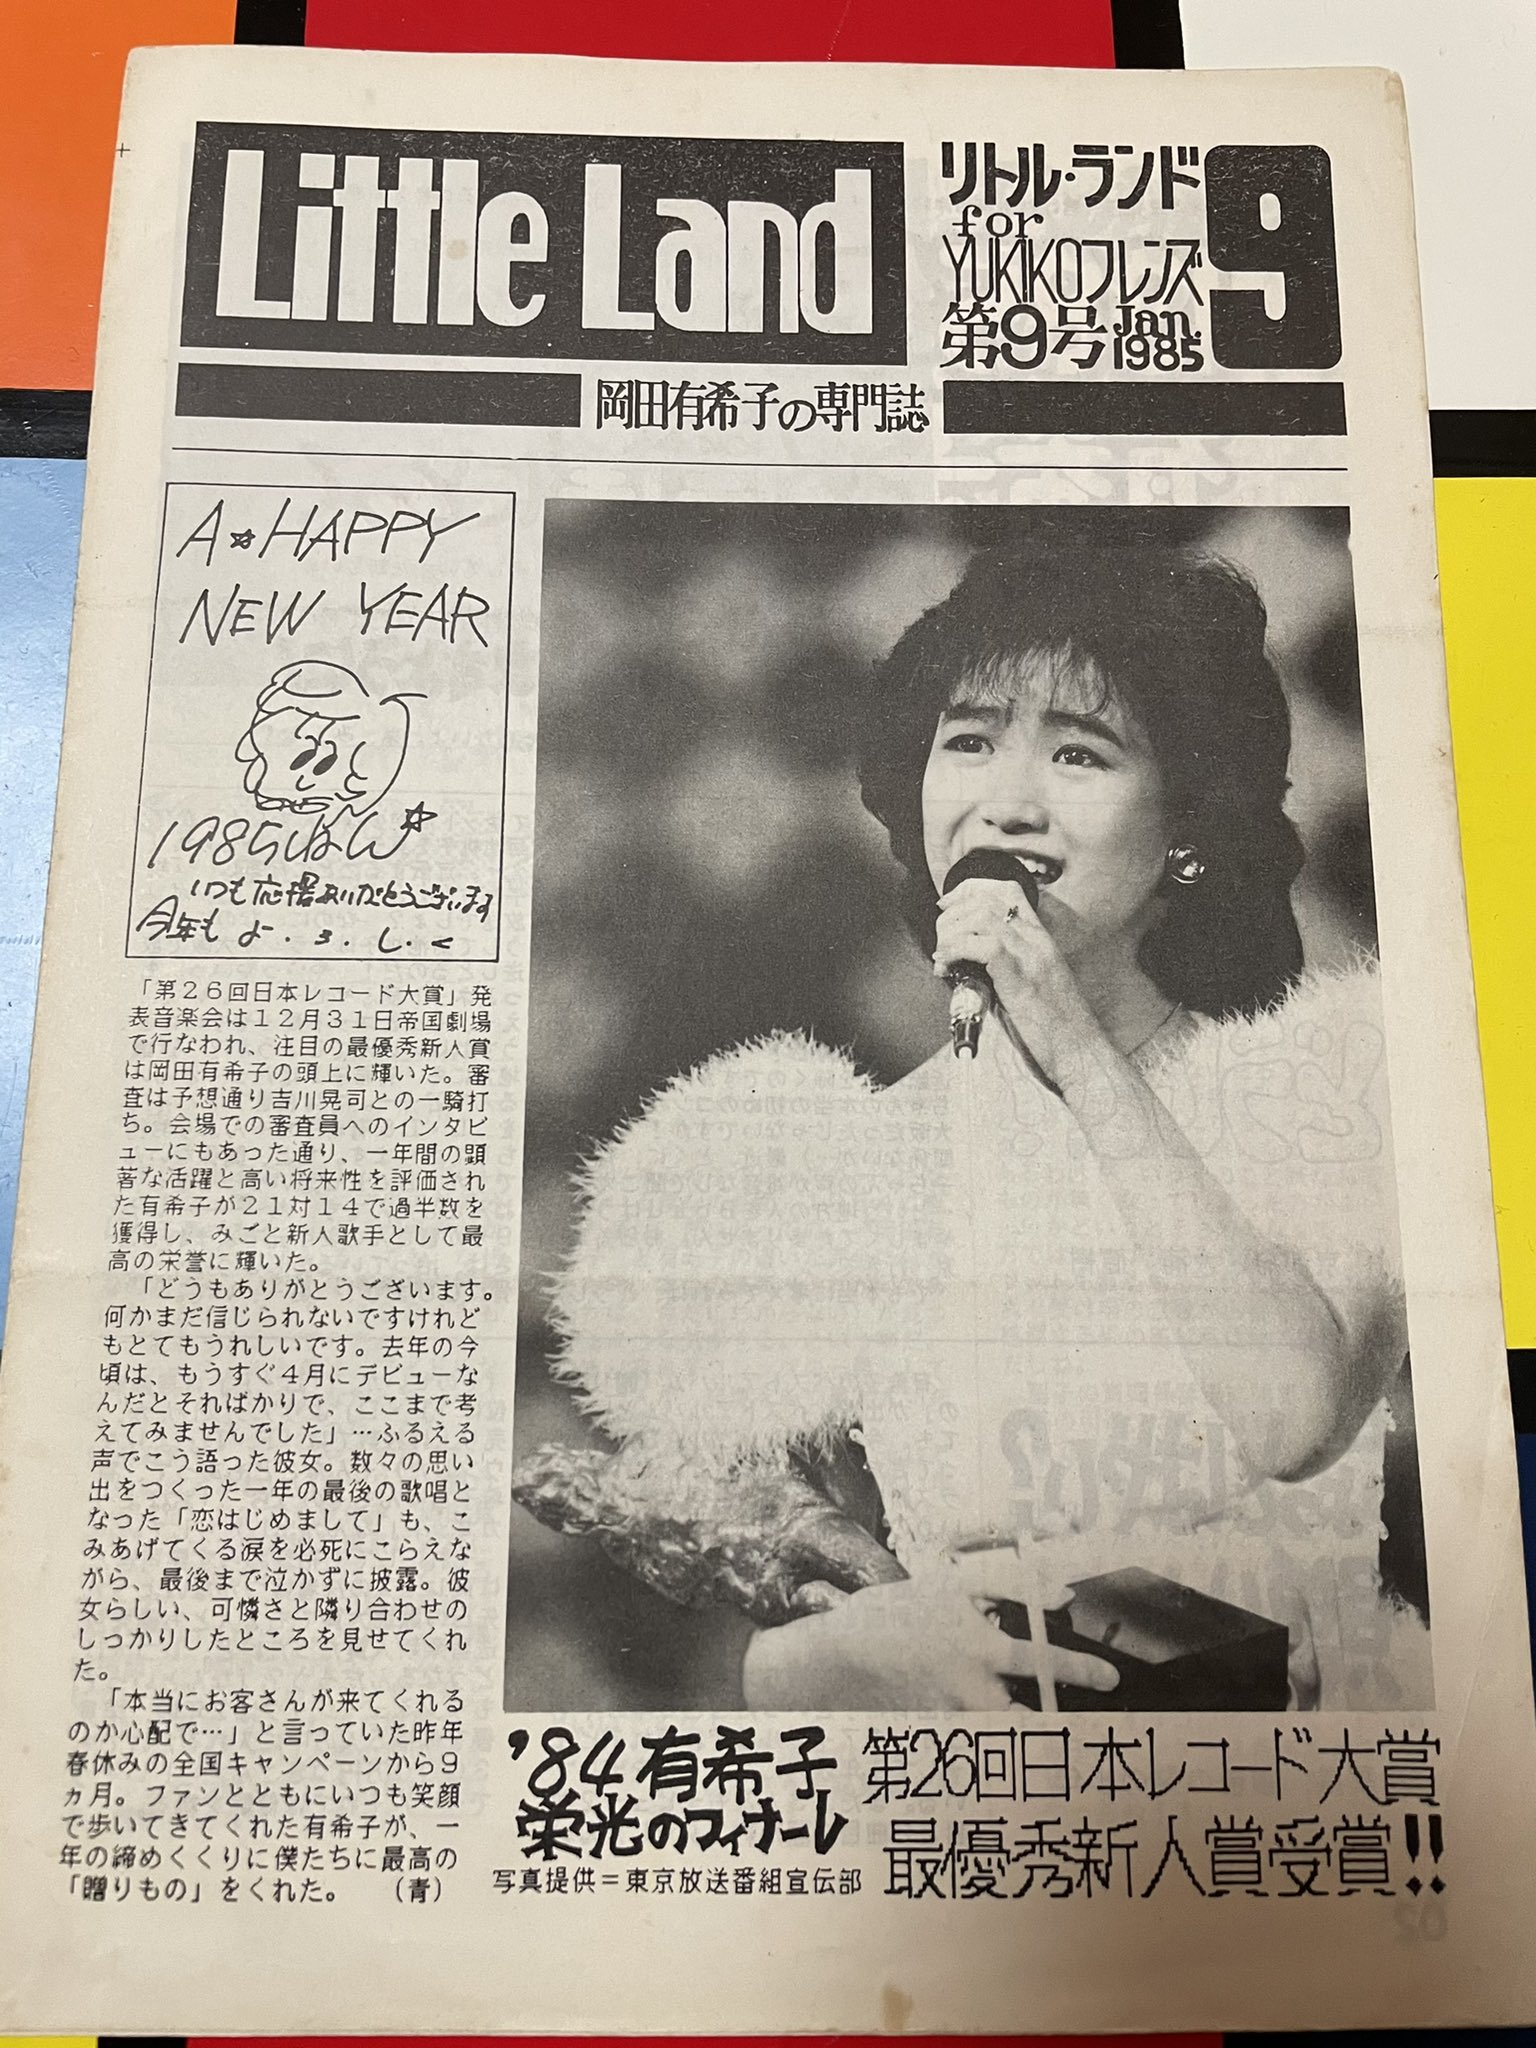 Little Land
リトル・ランド
for
YUKIKOフレンズ
第9号 Jan. 1985
9
岡田有希子の専門誌
A☆HAPPY
NEW YEAR
1985ねん☆
いつも応援ありがとうございます
今年も よ.ろ.し.く
「第26回日本レコード大賞」発
表音楽会は12月31日帝国劇場
で行なわれ、注目の最優秀新人賞
は岡田有希子の頭上に輝いた。審
査は予想通り吉川晃司との一騎打
ち。会場での審査員へのインタビ
ューにもあった通り、一年間の顕
著な活躍と高い将来性を評価され
た有希子が21対14で過半数を
獲得し、みごと新人歌手として最
高の栄誉に輝いた。
「どうもありがとうございます。
何かまだ信じられないですけれど
もとてもうれしいです。去年の今
頃は、もうすぐ4月にデビューな
んだとそればかりで、ここまで考
えてみませんでした」…ふるえる
声でこう語った彼女。数々の思い
出をつくった一年の最後の歌唱と
なった「恋はじめまして」も、こ
みあげてくる涙を必死にこらえな
がら、最後まで泣かずに披露。彼
女らしい、可憐さと隣り合わせの
しっかりしたところを見せてくれ
た。
「本当にお客さんが来てくれる
のか心配で…」と言っていた昨年
春休みの全国キャンペーンから9
ヵ月。ファンとともにいつも笑顔
で歩いてきてくれた有希子が、一
年の締めくくりに僕たちに最高の
「贈りもの」をくれた。 (青)
'84有希子
栄光のフィナーレ
写真提供=東京放送番組宣伝部
第26回日本レコード大賞
最優秀新人賞受賞!!